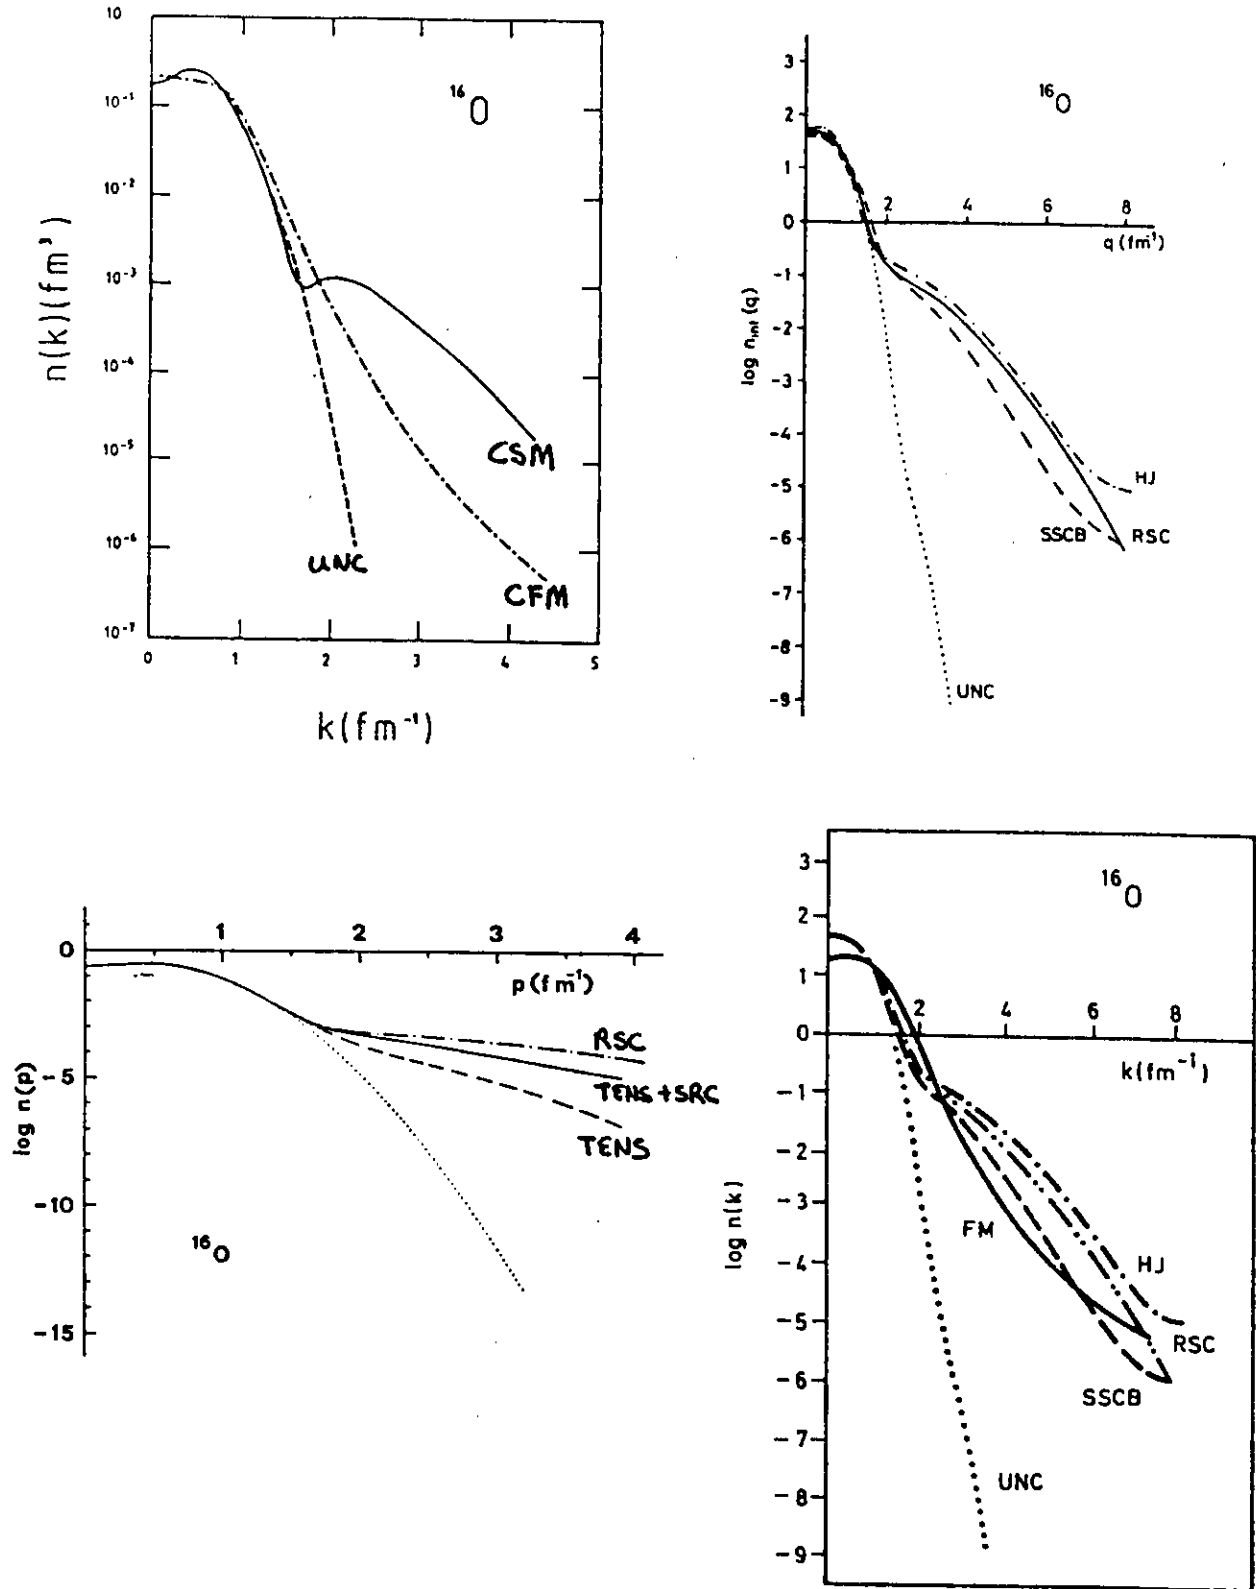 10
10⁻¹
10⁻²
10⁻³
10⁻⁴
10⁻⁵
10⁻⁶
10⁻⁷
n(k)(fm³)
¹⁶O
CSM
UNC
CFM
0 1 2 3 4 5
k(fm⁻¹)
3
2
1
0
-1
-2
-3
-4
-5
-6
-7
-8
-9
log n_int(q)
¹⁶O
2 4 6 8
q(fm⁻¹)
HJ
SSCB RSC
UNC
1 2 3 4
p(fm⁻¹)
0
-5
-10
-15
log n(p)
RSC
TENS+SRC
TENS
¹⁶O
3
2
1
0
-1
-2
-3
-4
-5
-6
-7
-8
-9
log n(k)
¹⁶O
2 4 6 8
k(fm⁻¹)
FM
HJ
RSC
SSCB
UNC